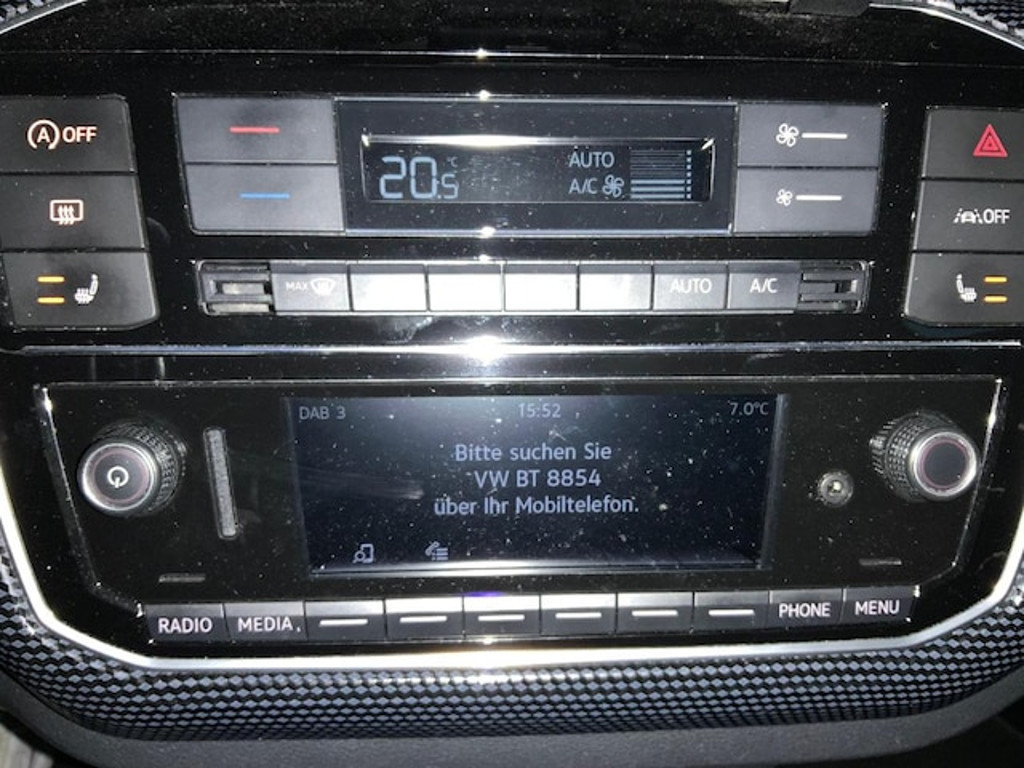 A OFF
20.5 °C
AUTO
A/C
OFF
MAX
AUTO
A/C
DAB 3
15:52
7.0°C
Bitte suchen Sie
VW BT 8854
über Ihr Mobiltelefon.
RADIO
MEDIA
PHONE
MENU